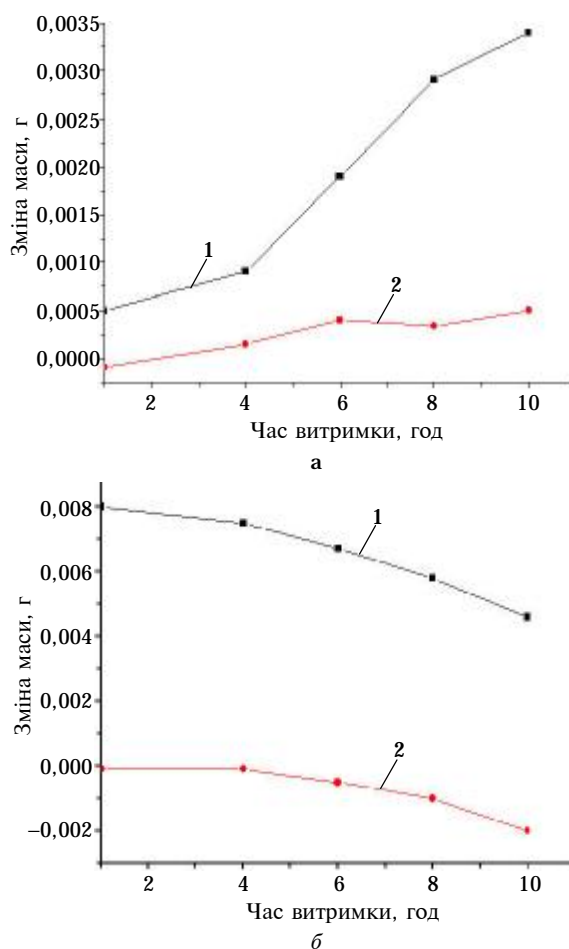 0,0035
0,0030
0,0025
0,0020
0,0015
0,0010
0,0005
0,0000
Зміна маси, г
1
2
2 4 6 8 10
Час витримки, год
а
0,008
0,006
0,004
0,002
0,000
–0,002
Зміна маси, г
1
2
2 4 6 8 10
Час витримки, год
б